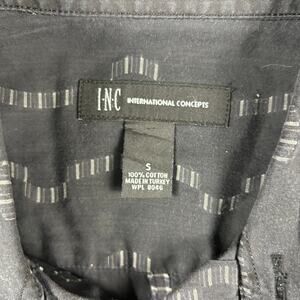 I·N·C INTERNATIONAL CONCEPTS
S
100% COTTON
MADE IN TURKEY
WPL 8046